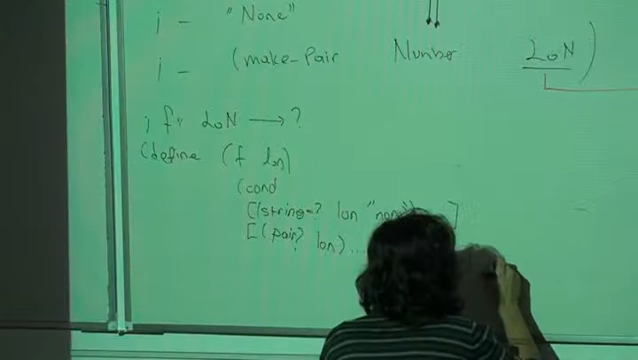 ; - "None"
; - (make-Pair Number LoN)
; f: LoN → ?
(define (f lon)
(cond
[(string=? lon "none") ]
[(pair? lon) ...